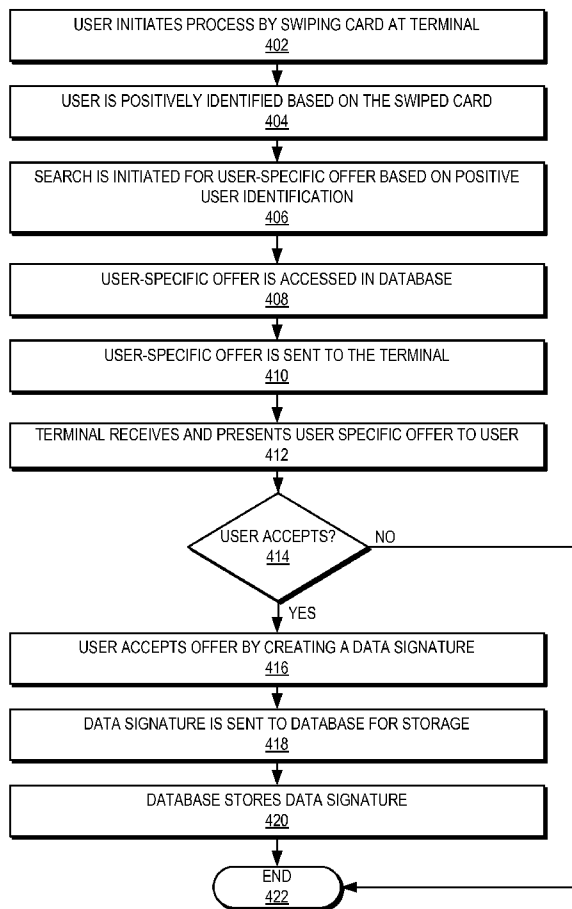 USER INITIATES PROCESS BY SWIPING CARD AT TERMINAL
402
USER IS POSITIVELY IDENTIFIED BASED ON THE SWIPED CARD
404
SEARCH IS INITIATED FOR USER-SPECIFIC OFFER BASED ON POSITIVE
USER IDENTIFICATION
406
USER-SPECIFIC OFFER IS ACCESSED IN DATABASE
408
USER-SPECIFIC OFFER IS SENT TO THE TERMINAL
410
TERMINAL RECEIVES AND PRESENTS USER SPECIFIC OFFER TO USER
412
USER ACCEPTS?
414
NO
YES
USER ACCEPTS OFFER BY CREATING A DATA SIGNATURE
416
DATA SIGNATURE IS SENT TO DATABASE FOR STORAGE
418
DATABASE STORES DATA SIGNATURE
420
END
422